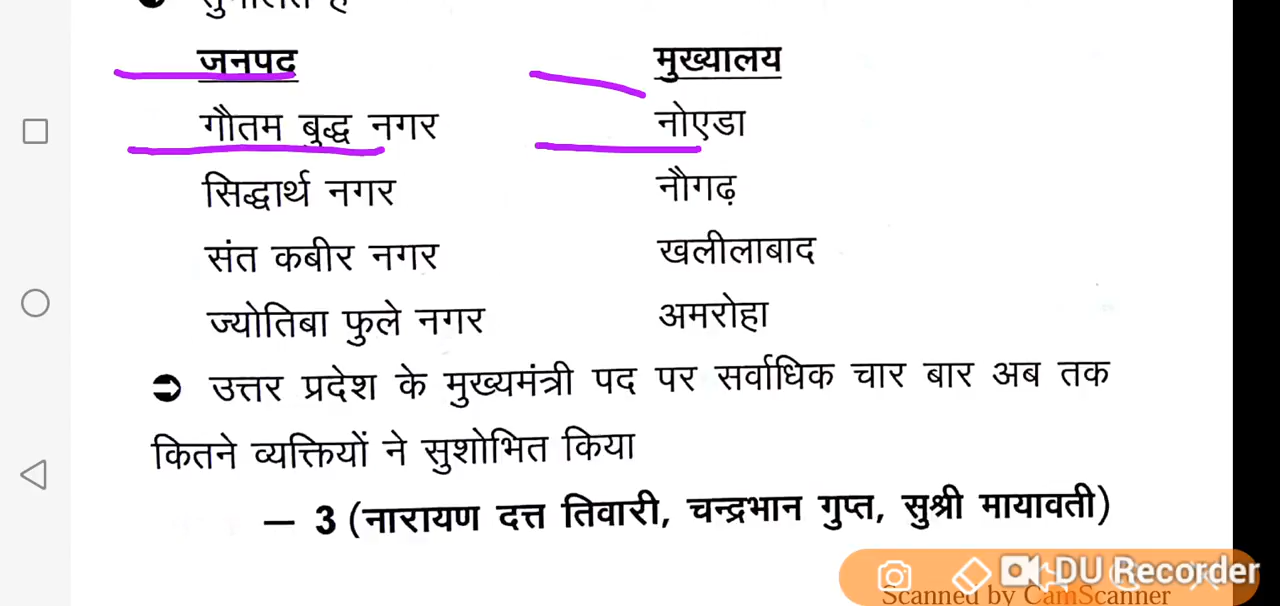 जनपद मुख्यालय
गौतम बुद्ध नगर नोएडा
सिद्धार्थ नगर नौगढ़
संत कबीर नगर खलीलाबाद
ज्योतिबा फुले नगर अमरोहा
➲ उत्तर प्रदेश के मुख्यमंत्री पद पर सर्वाधिक चार बार अब तक
कितने व्यक्तियों ने सुशोभित किया
– 3 (नारायण दत्त तिवारी, चन्द्रभान गुप्त, सुश्री मायावती)
DU Recorder
Scanned by CamScanner